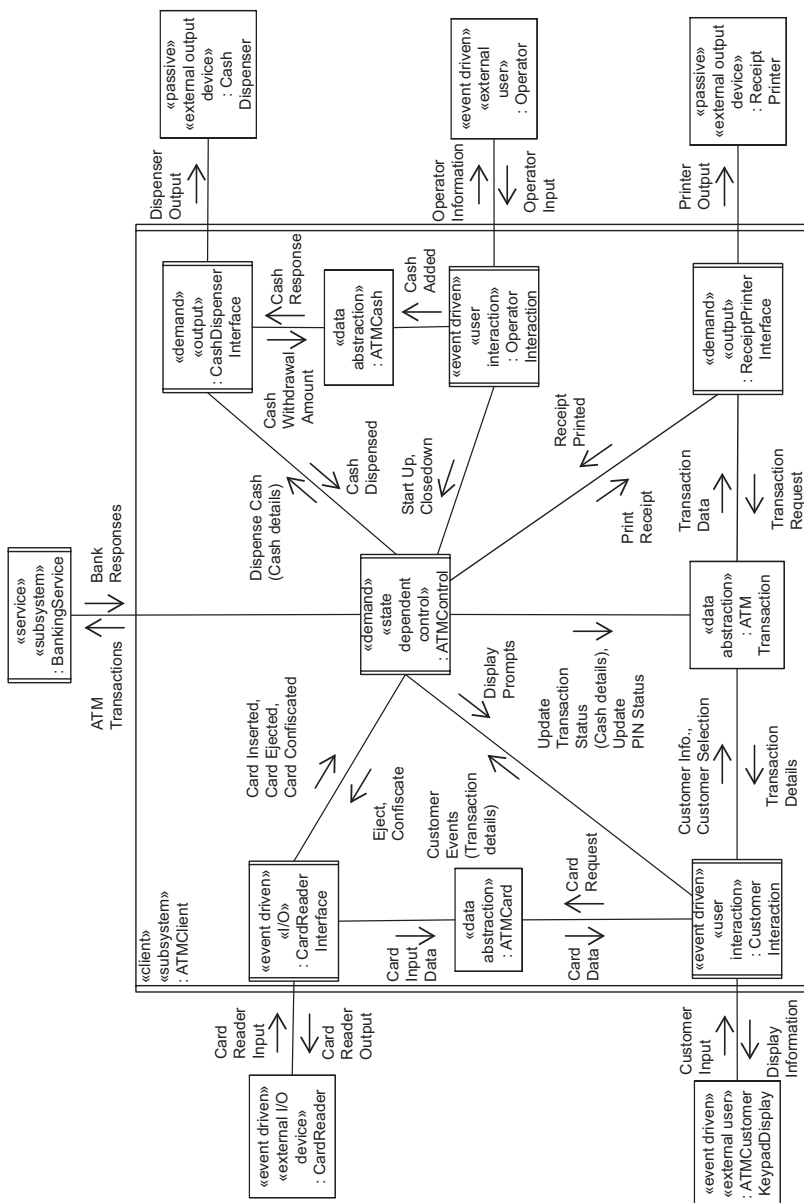 «service»
«subsystem»
: BankingService
ATM
Transactions
Bank
Responses
«client»
«subsystem»
: ATMClient
«event driven»
«external I/O
device»
: CardReader
Card
Reader
Input
Card
Reader
Output
«event driven»
«I/O»
: CardReader
Interface
Card Inserted,
Card Ejected,
Card Confiscated
Eject,
Confiscate
Card
Input
Data
«data
abstraction»
: ATMCard
Card
Request
Card
Data
Customer
Events
(Transaction
details)
Display
Prompts
«demand»
«state
dependent
control»
: ATMControl
Dispense Cash
(Cash details)
Cash
Dispensed
«demand»
«output»
: CashDispenser
Interface
Dispenser
Output
«passive»
«external output
device»
: Cash
Dispenser
Cash
Withdrawal
Amount
Cash
Response
«data
abstraction»
: ATMCash
Cash
Added
Start Up,
Closedown
«event driven»
«user
interaction»
: Operator
Interaction
Operator
Information
Operator
Input
«event driven»
«external
user»
: Operator
Update
Transaction
Status
(Cash details),
Update
PIN Status
Print
Receipt
Receipt
Printed
«event driven»
«external user»
: ATMCustomer
KeypadDisplay
Customer
Input
Display
Information
«event driven»
«user
interaction»
: Customer
Interaction
Customer Info.,
Customer Selection
Transaction
Details
«data
abstraction»
: ATM
Transaction
Transaction
Data
Transaction
Request
«demand»
«output»
: ReceiptPrinter
Interface
Printer
Output
«passive»
«external output
device»
: Receipt
Printer